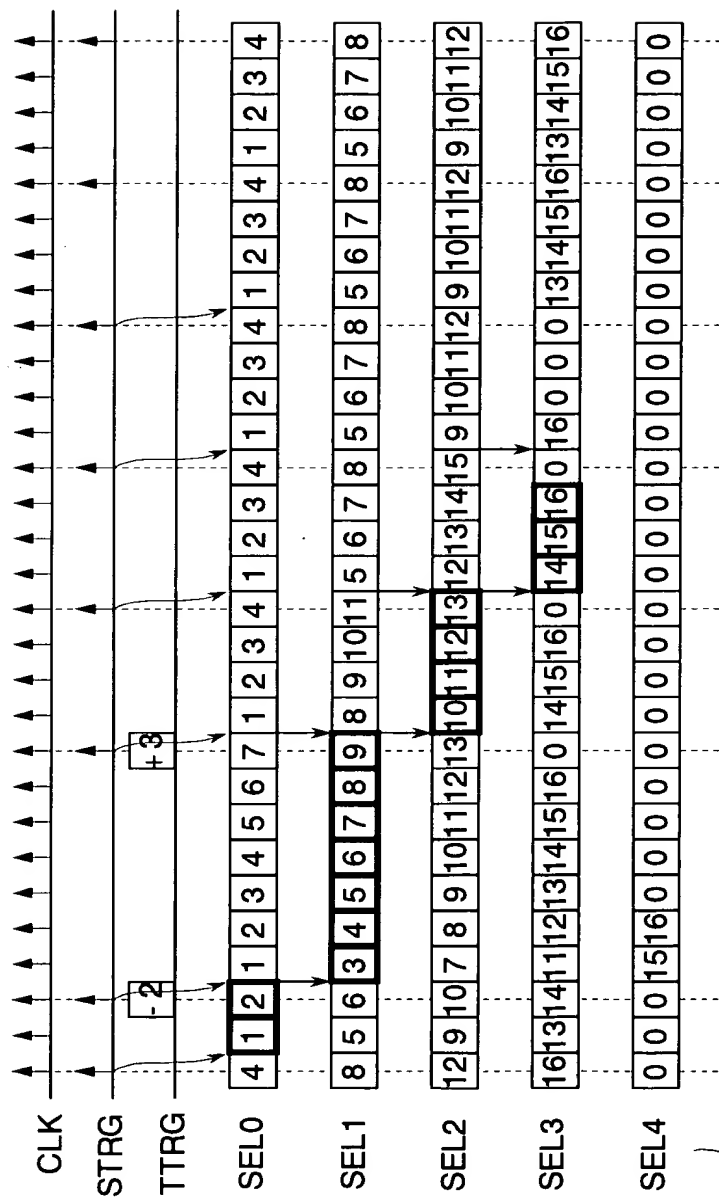 CLK
STRG
TTRG -2 +3
SEL0 4 1 2 1 2 3 4 5 6 7 1 2 3 4 1 2 3 4 1 2 3 4 1 2 3 4 1 2 3 4
SEL1 8 5 6 3 4 5 6 7 8 9 8 9 10 11 5 6 7 8 5 6 7 8 5 6 7 8 5 6 7 8
SEL2 12 9 10 7 8 9 10 11 12 13 10 11 12 13 12 13 14 15 9 10 11 12 9 10 11 12 9 10 11 12
SEL3 16 13 14 11 12 13 14 15 16 0 14 15 16 0 14 15 16 0 16 0 0 0 13 14 15 16 13 14 15 16
SEL4 0 0 0 15 16 0 0 0 0 0 0 0 0 0 0 0 0 0 0 0 0 0 0 0 0 0 0 0 0 0